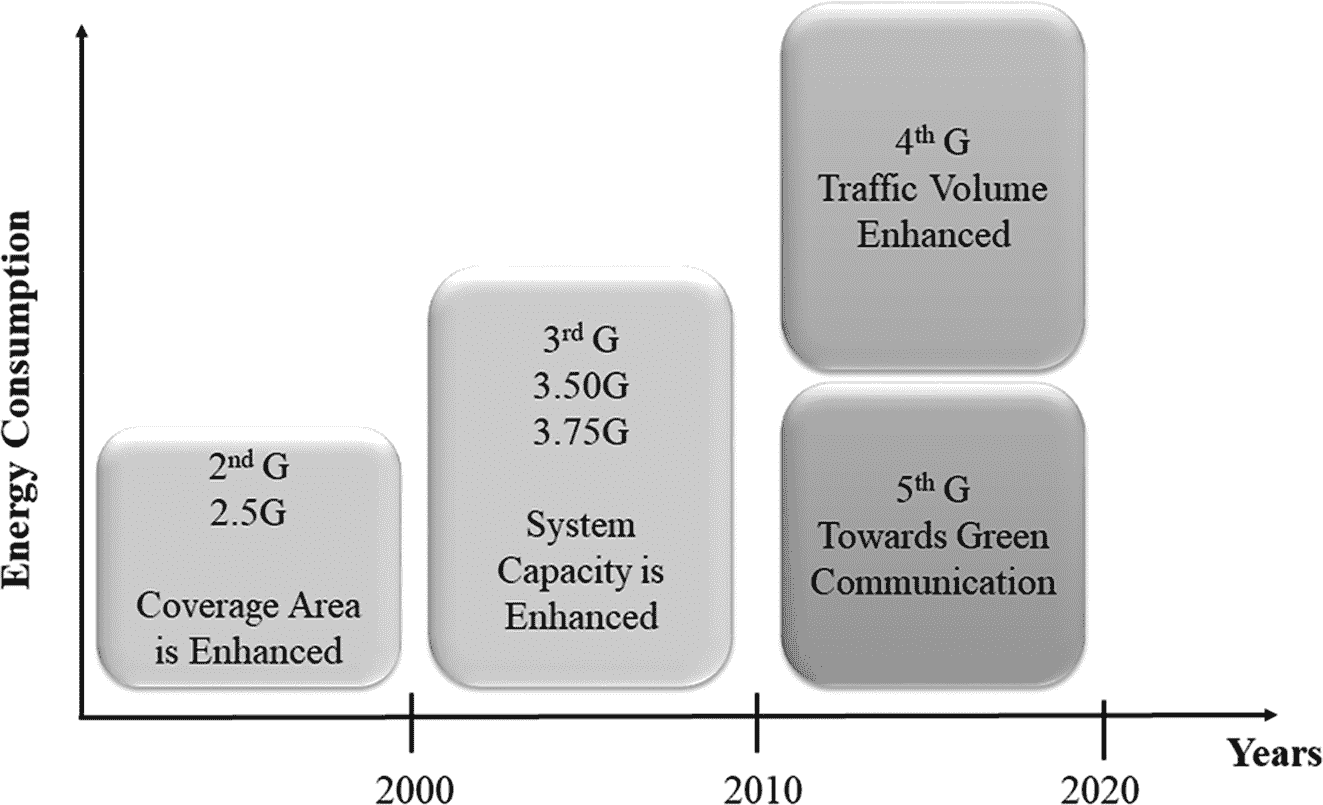 Energy Consumption
2nd G
2.5G
Coverage Area
is Enhanced
3rd G
3.50G
3.75G
System
Capacity is
Enhanced
4th G
Traffic Volume
Enhanced
5th G
Towards Green
Communication
2000
2010
2020
Years